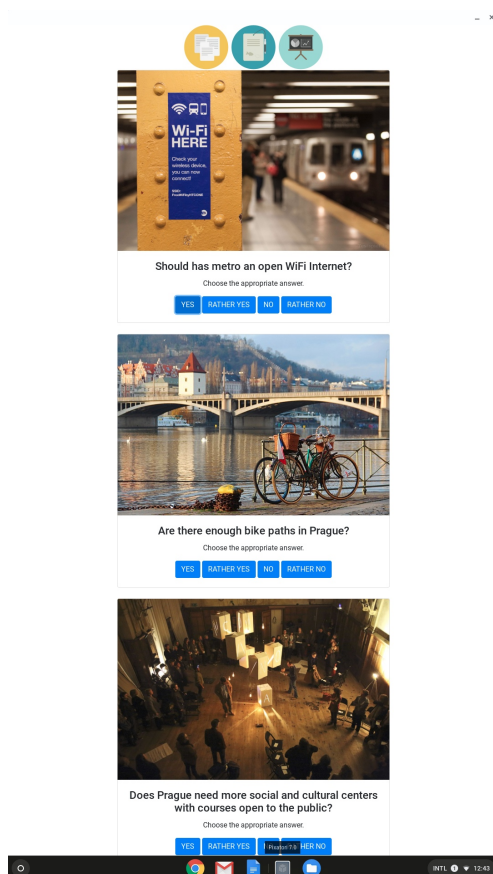 Wi-Fi
HERE
Check your
wireless device,
you can now
connect!
Should has metro an open WiFi Internet?
Choose the appropriate answer.
YES RATHER YES NO RATHER NO
Are there enough bike paths in Prague?
Choose the appropriate answer.
YES RATHER YES NO RATHER NO
Does Prague need more social and cultural centers
with courses open to the public?
Choose the appropriate answer.
YES RATHER YES HER NO
INTL 12:43